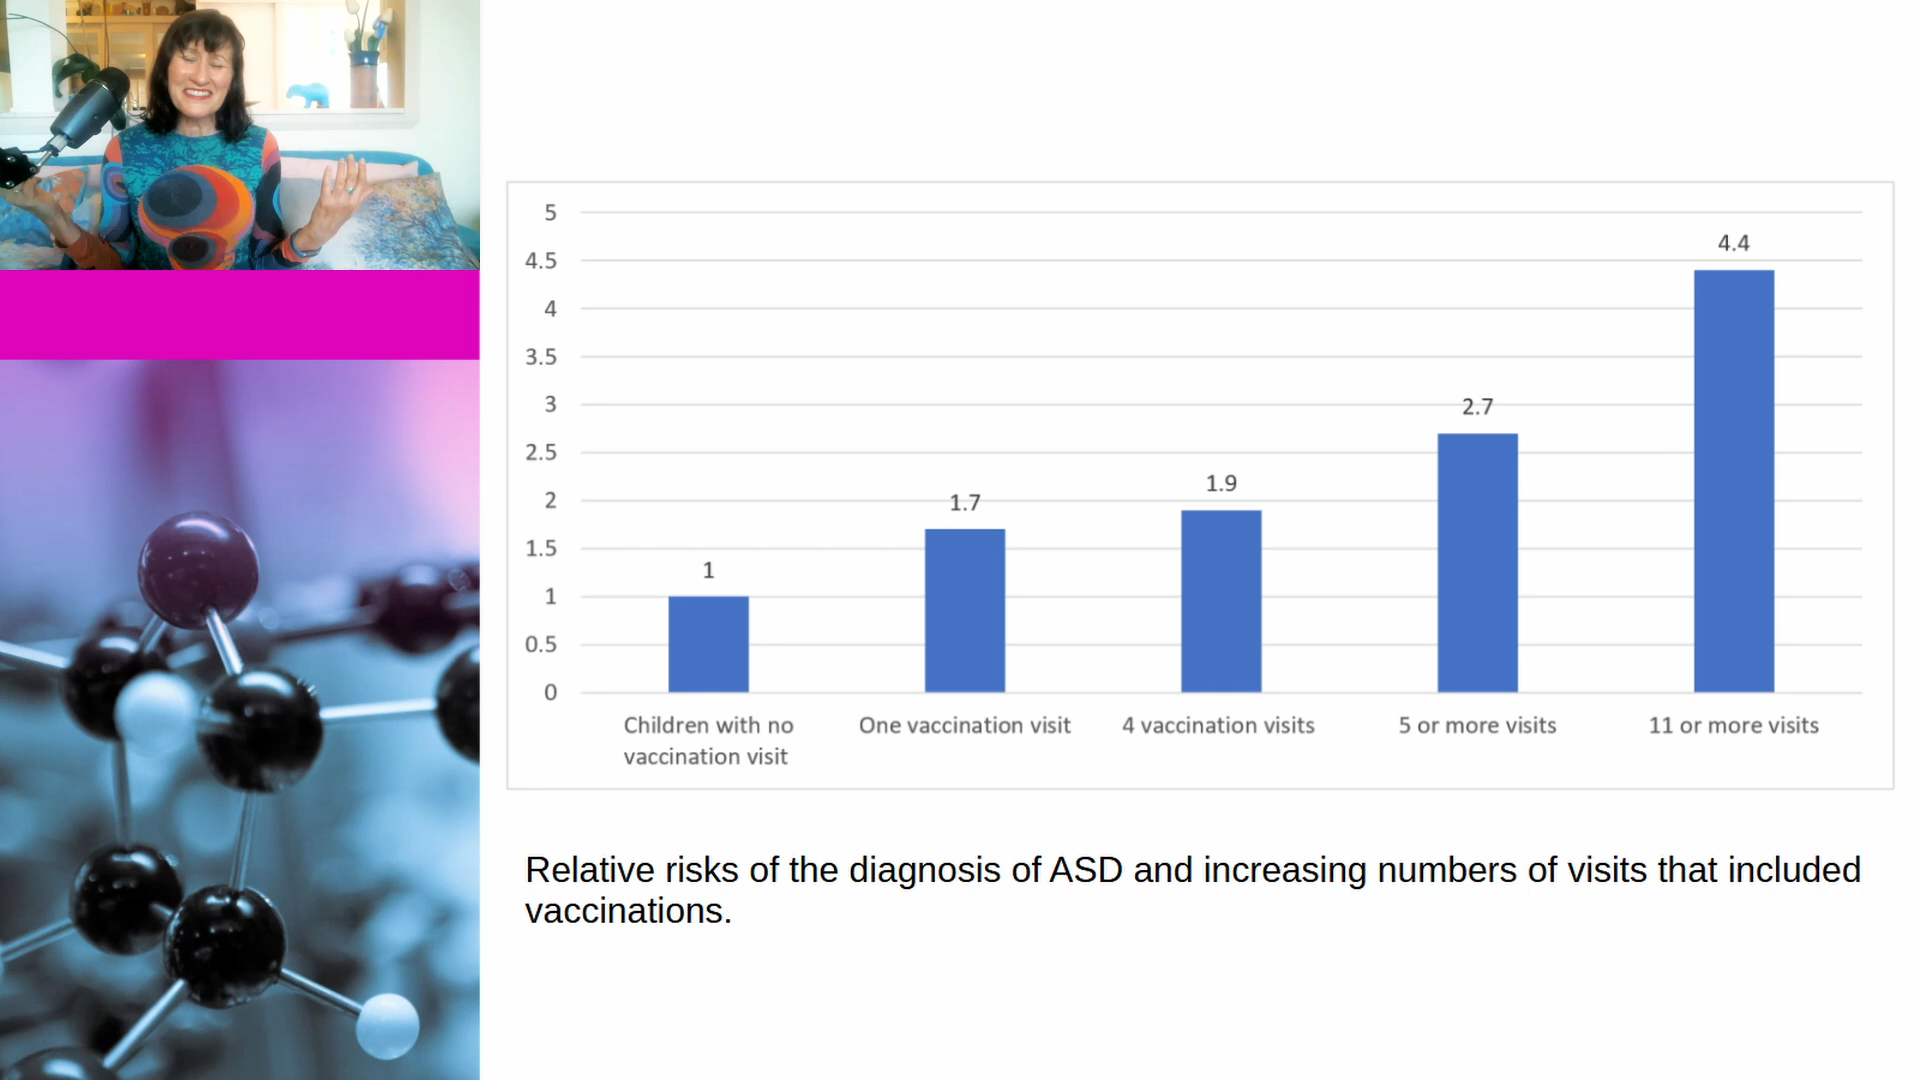 5
4.5
4
3.5
3
2.5
2
1.5
1
0.5
0
1
1.7
1.9
2.7
4.4
Children with no
vaccination visit
One vaccination visit
4 vaccination visits
5 or more visits
11 or more visits
Relative risks of the diagnosis of ASD and increasing numbers of visits that included
vaccinations.